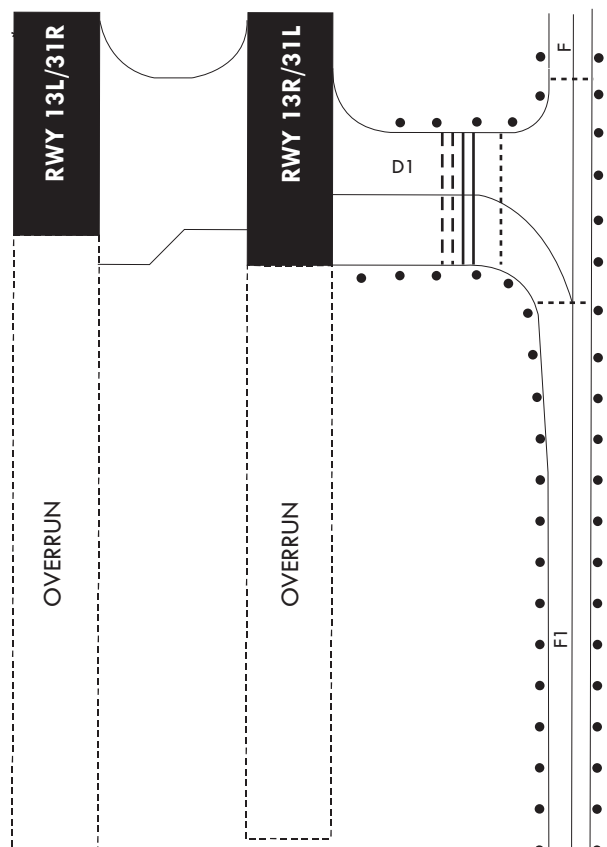 RWY 13L/31R
RWY 13R/31L
F
D1
OVERRUN
OVERRUN
F1